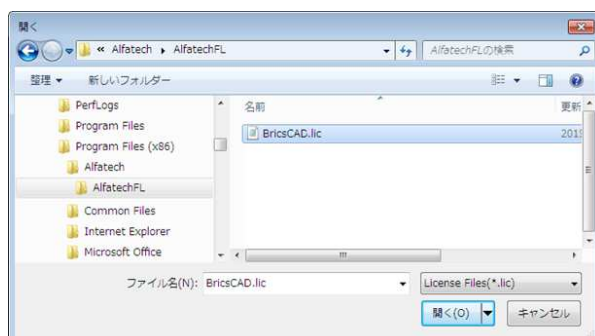 開く
« Alfatech ▸ AlfatechFL
AlfatechFLの検索
整理 ▼ 新しいフォルダー
PerfLogs
Program Files
Program Files (x86)
Alfatech
AlfatechFL
Common Files
Internet Explorer
Microsoft Office
名前 更新
BricsCAD.lic 201
ファイル名(N): BricsCAD.lic
License Files(*.lic)
開く(O) キャンセル